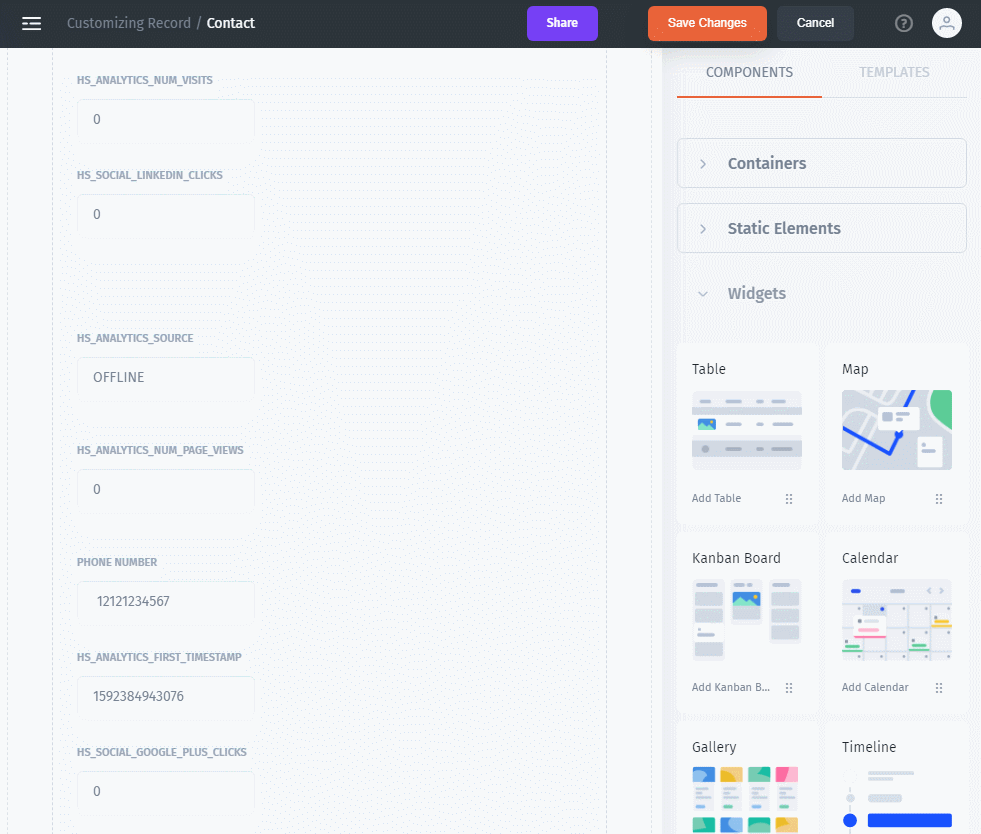 Customizing Record / Contact
Share
Save Changes
Cancel
?
HS_ANALYTICS_NUM_VISITS
0
HS_SOCIAL_LINKEDIN_CLICKS
0
HS_ANALYTICS_SOURCE
OFFLINE
HS_ANALYTICS_NUM_PAGE_VIEWS
0
PHONE NUMBER
12121234567
HS_ANALYTICS_FIRST_TIMESTAMP
1592384943076
HS_SOCIAL_GOOGLE_PLUS_CLICKS
0
COMPONENTS
TEMPLATES
Containers
Static Elements
Widgets
Table
Add Table
Map
Add Map
Kanban Board
Add Kanban B...
Calendar
Add Calendar
Gallery
Timeline